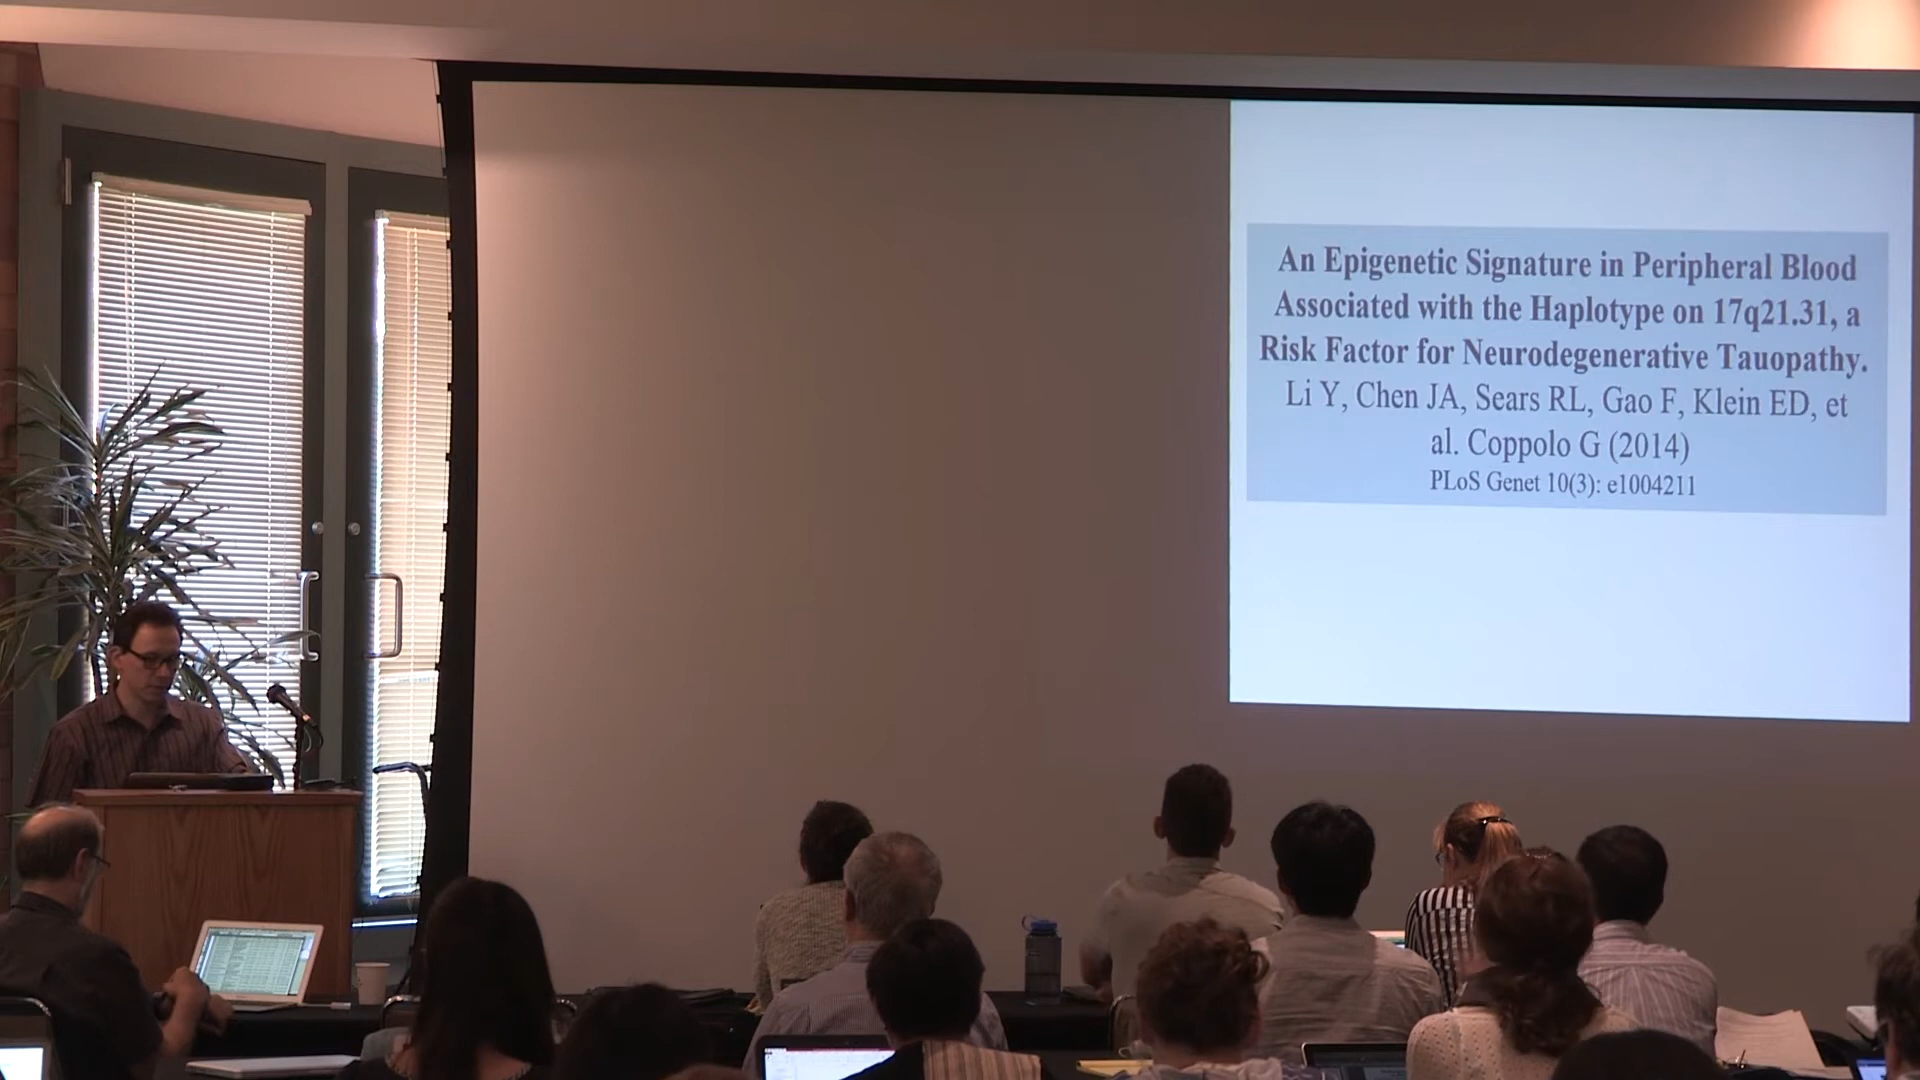 An Epigenetic Signature in Peripheral Blood
Associated with the Haplotype on 17q21.31, a
Risk Factor for Neurodegenerative Tauopathy.
Li Y, Chen JA, Sears RL, Gao F, Klein ED, et
al. Coppolo G (2014)
PLoS Genet 10(3): e1004211